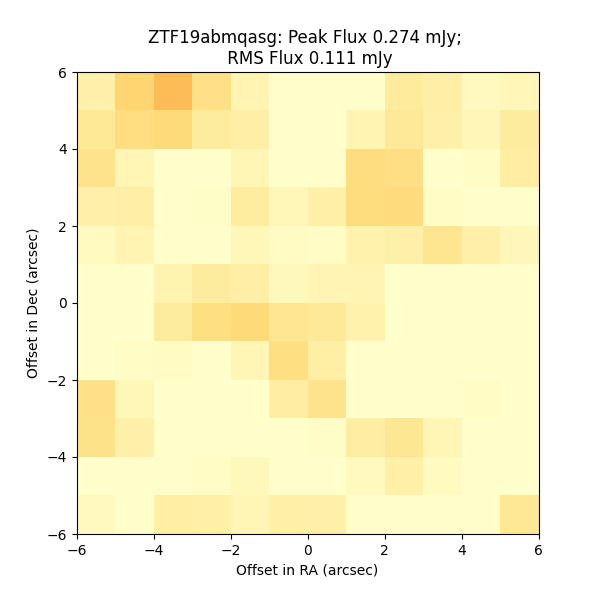 ZTF19abmqasg: Peak Flux 0.274 mJy;
RMS Flux 0.111 mJy
6
4
2
0
−2
−4
−6
Offset in Dec (arcsec)
−6 −4 −2 0 2 4 6
Offset in RA (arcsec)